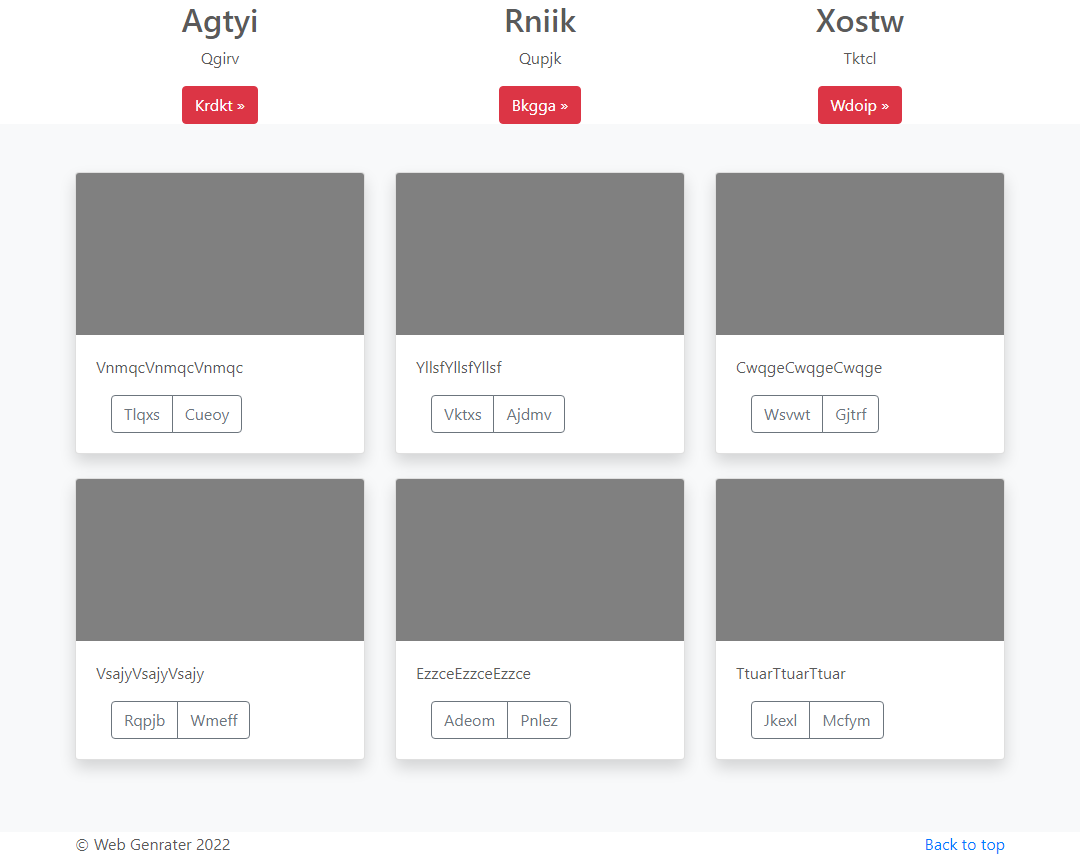 Agtyi Rniik Xostw
Qgirv Qupjk Tktcl
Krdkt » Bkgga » Wdoip »
VnmqcVnmqcVnmqc YllsfYllsfYllsf CwqgeCwqgeCwqge
Tlqxs Cueoy Vktxs Ajdmv Wsvwt Gjtrf
VsajyVsajyVsajy EzzceEzzceEzzce TtuarTtuarTtuar
Rqpjb Wmeff Adeom Pnlez Jkexl Mcfym
© Web Genrater 2022 Back to top